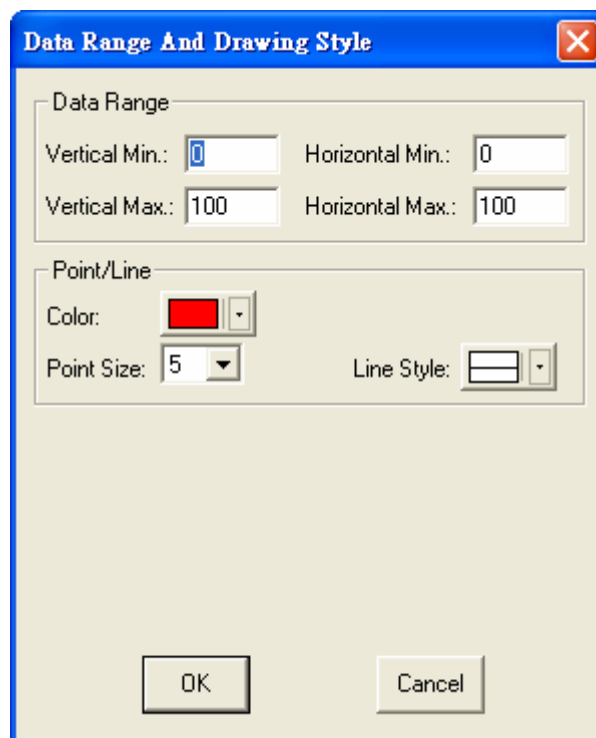 Data Range And Drawing Style
Data Range
Vertical Min.: 0 Horizontal Min.: 0
Vertical Max.: 100 Horizontal Max.: 100
Point/Line
Color:
Point Size: 5 Line Style:
OK Cancel